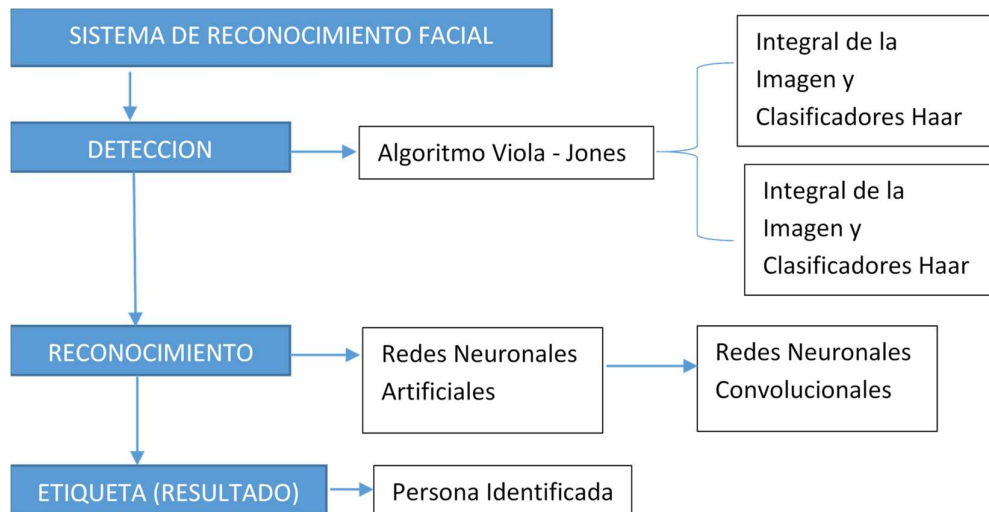 SISTEMA DE RECONOCIMIENTO FACIAL
Integral de la
Imagen y
Clasificadores Haar
DETECCION
Algoritmo Viola - Jones
Integral de la
Imagen y
Clasificadores Haar
RECONOCIMIENTO
Redes Neuronales
Artificiales
Redes Neuronales
Convolucionales
ETIQUETA (RESULTADO)
Persona Identificada